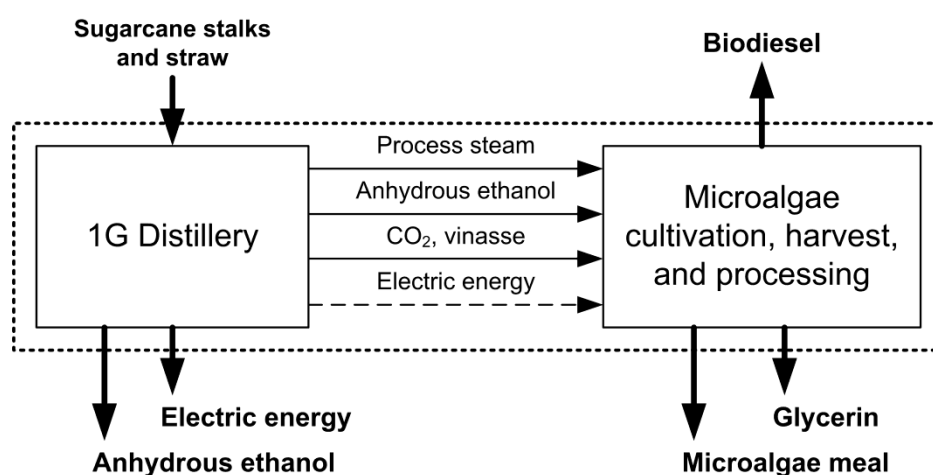 Sugarcane stalks
and straw
Biodiesel
Process steam
Anhydrous ethanol
CO₂, vinasse
Electric energy
1G Distillery
Microalgae
cultivation, harvest,
and processing
Electric energy
Anhydrous ethanol
Glycerin
Microalgae meal